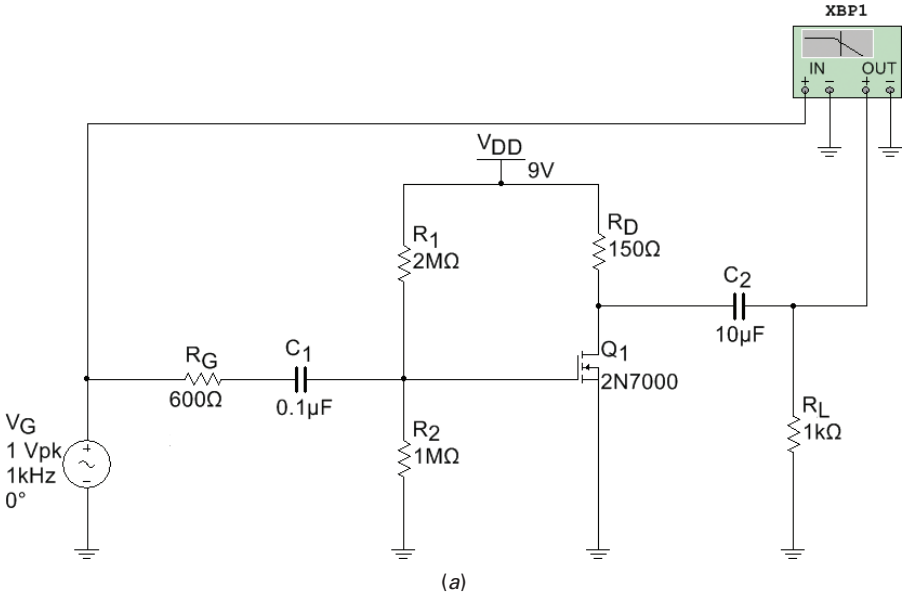 XBP1
IN OUT
+ − + −
VDD
9V
R1
2MΩ
RD
150Ω
C2
10µF
RG
600Ω
C1
0.1µF
Q1
2N7000
VG
1 Vpk
1kHz
0°
+
−
R2
1MΩ
RL
1kΩ
(a)